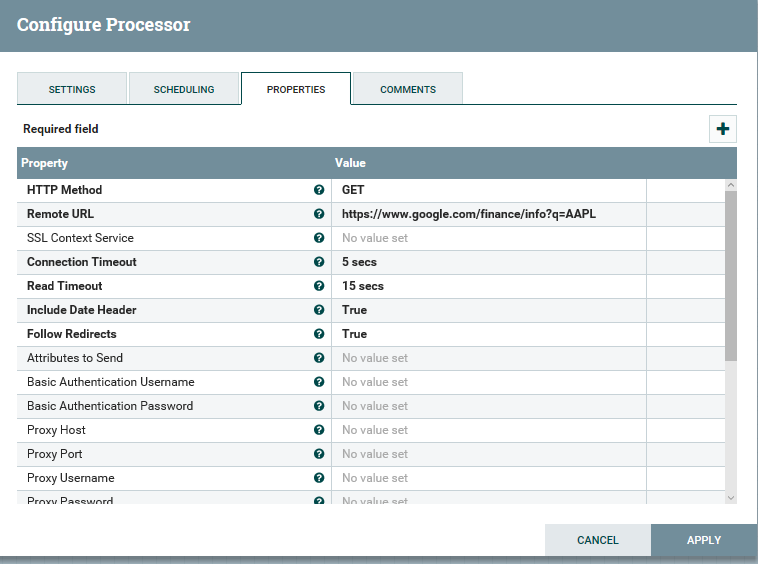 Configure Processor
SETTINGS SCHEDULING PROPERTIES COMMENTS
Required field
Property Value
HTTP Method GET
Remote URL https://www.google.com/finance/info?q=AAPL
SSL Context Service No value set
Connection Timeout 5 secs
Read Timeout 15 secs
Include Date Header True
Follow Redirects True
Attributes to Send No value set
Basic Authentication Username No value set
Basic Authentication Password No value set
Proxy Host No value set
Proxy Port No value set
Proxy Username No value set
Proxy Password No value set
CANCEL APPLY